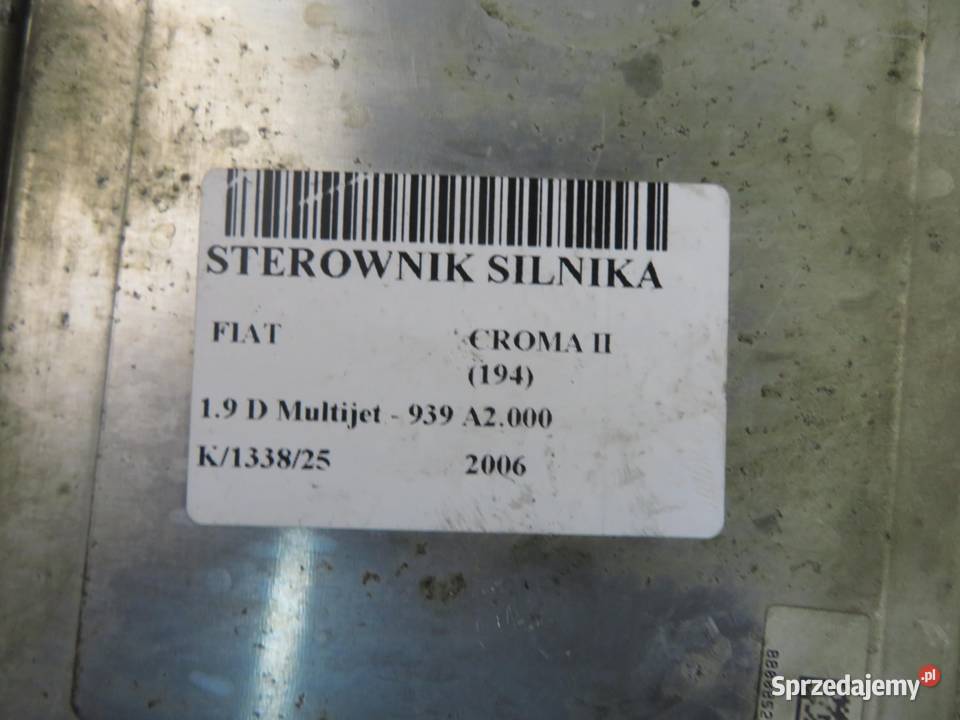 STEROWNIK SILNIKA
FIAT CROMA II
(194)
1.9 D Multijet - 939 A2.000
K/1338/25 2006
Sprzedajemy.pl